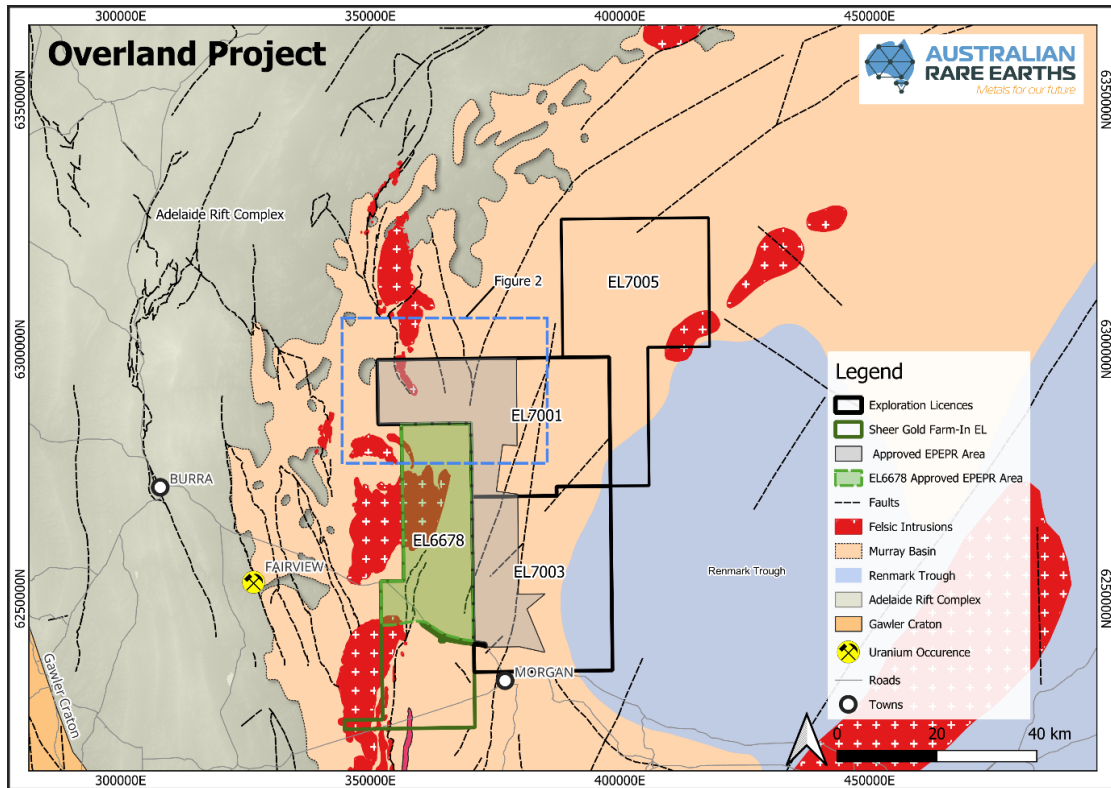 300000E
350000E
400000E
450000E
Overland Project
AUSTRALIAN
RARE EARTHS
Metals for our future
6350000N
6350000N
Adelaide Rift Complex
Figure 2
EL7005
6300000N
6300000N
EL7001
BURRA
EL6678
FAIRVIEW
EL7003
Renmark Trough
6250000N
6250000N
MORGAN
Gawler Craton
Legend
Exploration Licences
Sheer Gold Farm-In EL
Approved EPEPR Area
EL6678 Approved EPEPR Area
Faults
Felsic Intrusions
Murray Basin
Renmark Trough
Adelaide Rift Complex
Gawler Craton
Uranium Occurence
Roads
Towns
0 20 40 km
300000E
350000E
400000E
450000E